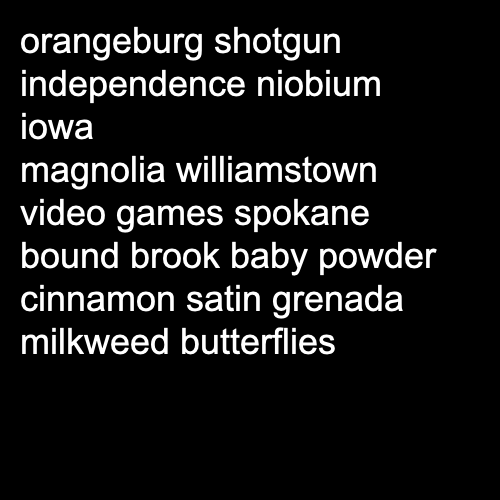 orangeburg shotgun
independence niobium
iowa
magnolia williamstown
video games spokane
bound brook baby powder
cinnamon satin grenada
milkweed butterflies